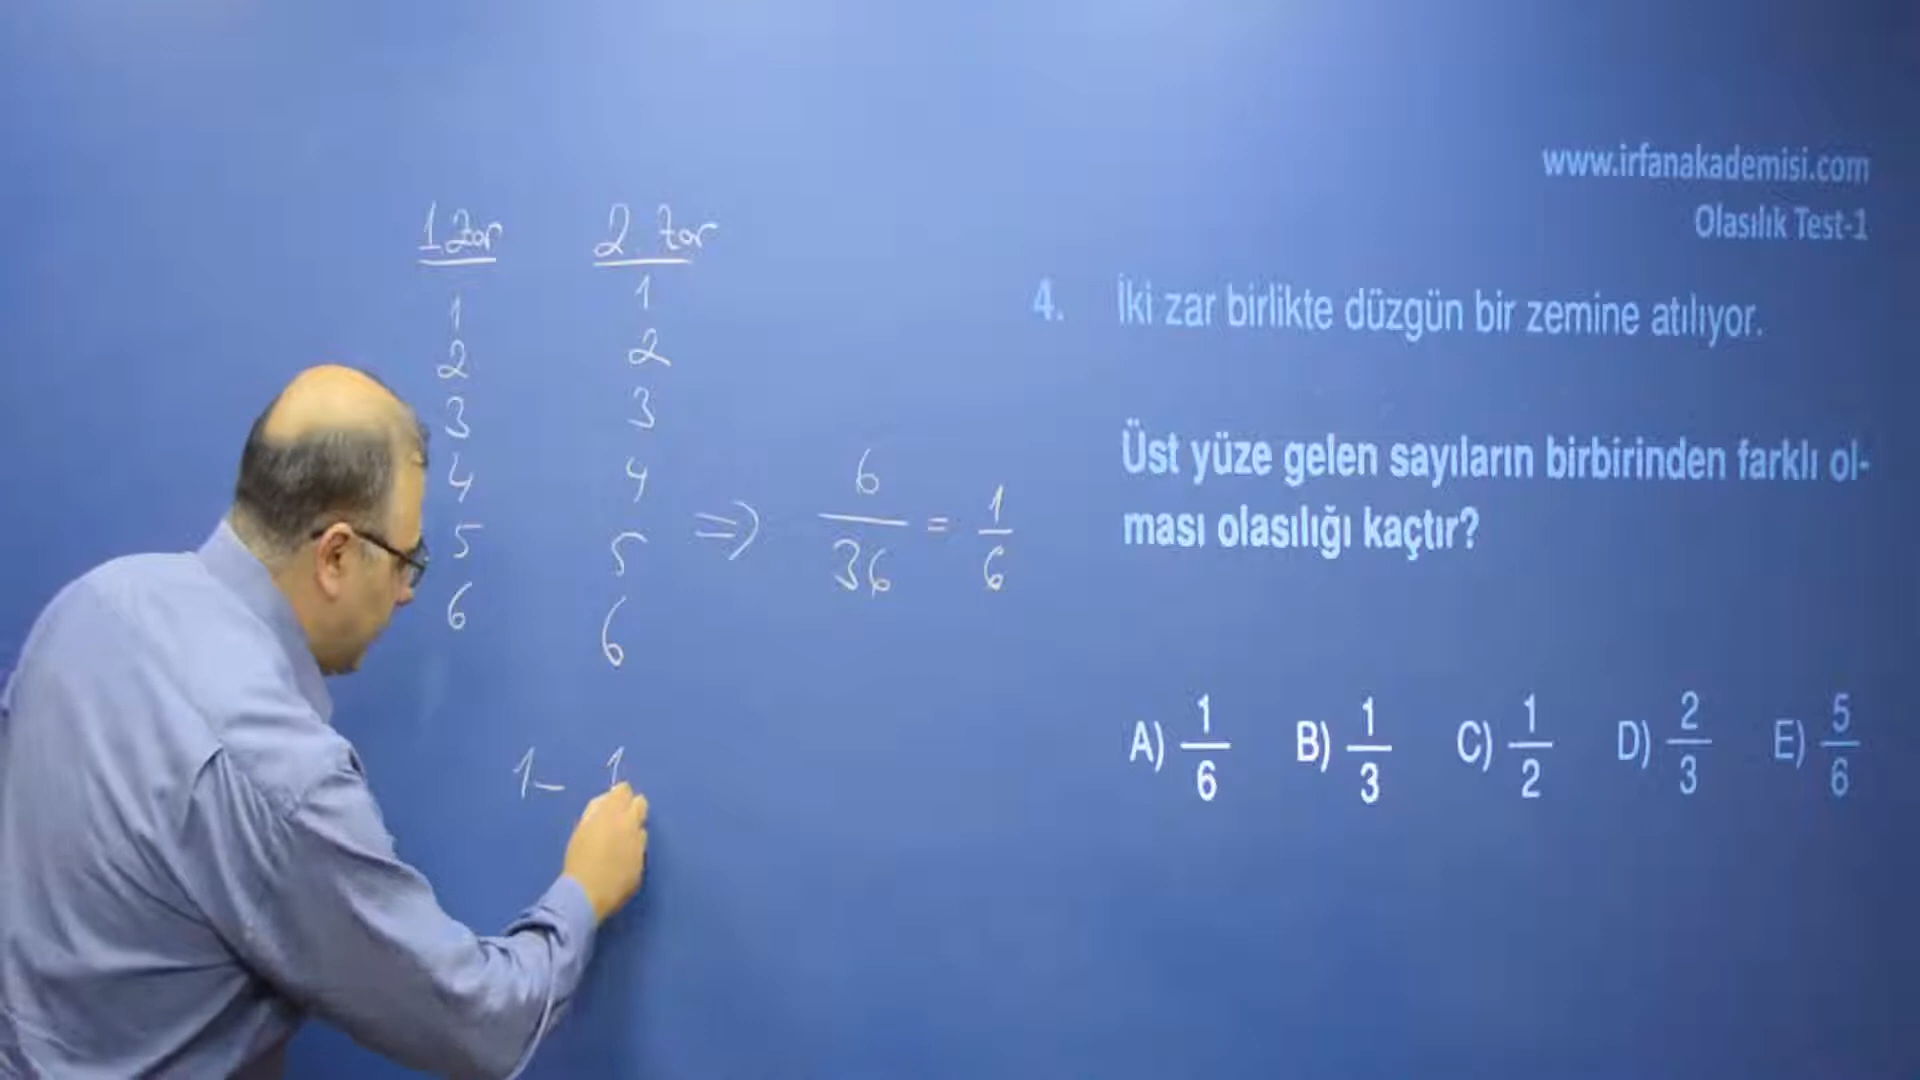 www.irfanakademisi.com
Olasılık Test-1
1 Zar 2. Zar
1 1
2 2
3 3
4 4
5 5
6 6
⇒ 6/36 = 1/6
1 - 1
4. İki zar birlikte düzgün bir zemine atılıyor.
Üst yüze gelen sayıların birbirinden farklı ol-
ması olasılığı kaçtır?
A) 1/6 B) 1/3 C) 1/2 D) 2/3 E) 5/6